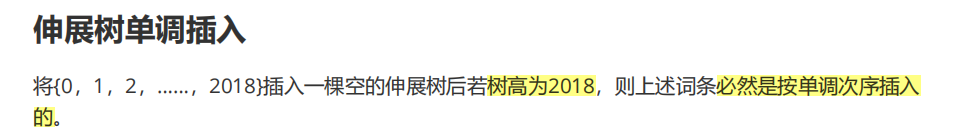 伸展树单调插入
将{0，1，2，……，2018}插入一棵空的伸展树后若树高为2018，则上述词条必然是按单调次序插入
的。